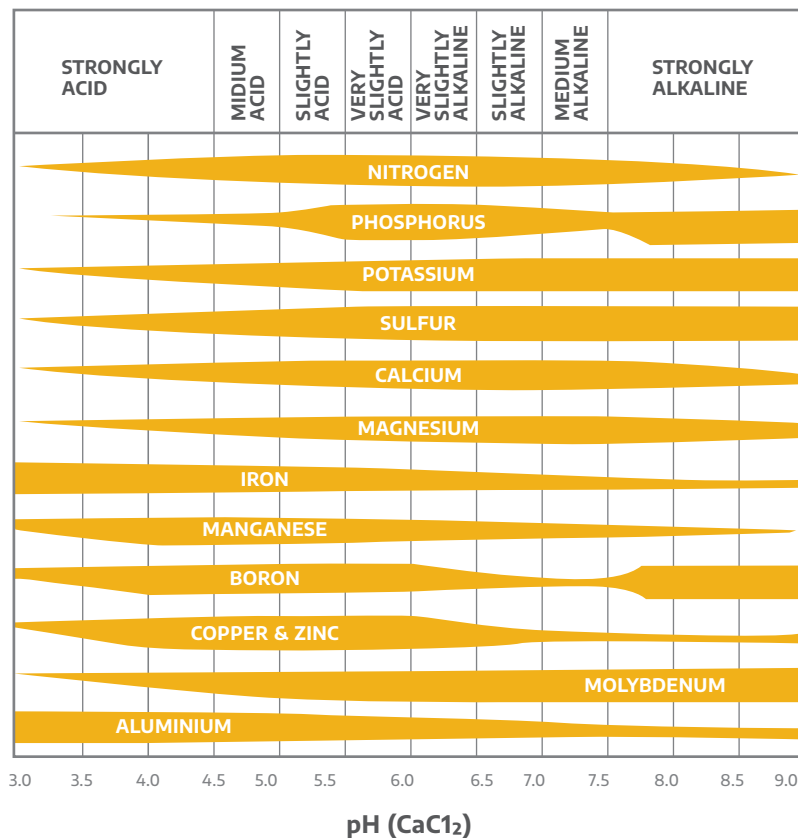 STRONGLY
ACID
MIDIUM
ACID
SLIGHTLY
ACID
VERY
SLIGHTLY
ACID
VERY
SLIGHTLY
ALKALINE
SLIGHTLY
ALKALINE
MEDIUM
ALKALINE
STRONGLY
ALKALINE
NITROGEN
PHOSPHORUS
POTASSIUM
SULFUR
CALCIUM
MAGNESIUM
IRON
MANGANESE
BORON
COPPER & ZINC
MOLYBDENUM
ALUMINIUM
3.0 3.5 4.0 4.5 5.0 5.5 6.0 6.5 7.0 7.5 8.0 8.5 9.0
pH (CaC1₂)